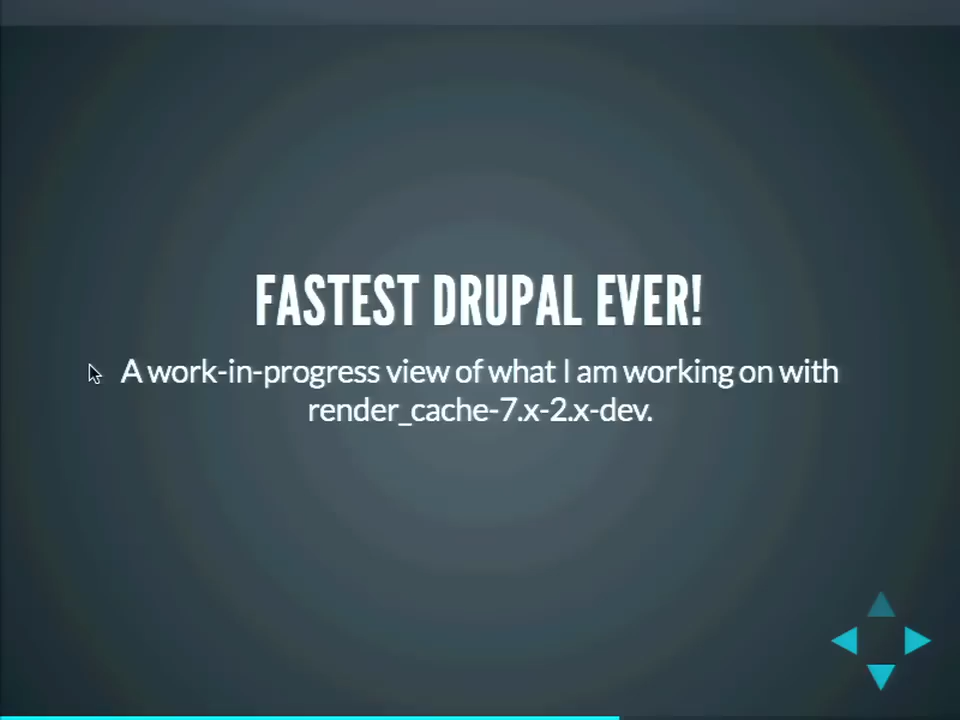 FASTEST DRUPAL EVER!
A work-in-progress view of what I am working on with
render_cache-7.x-2.x-dev.